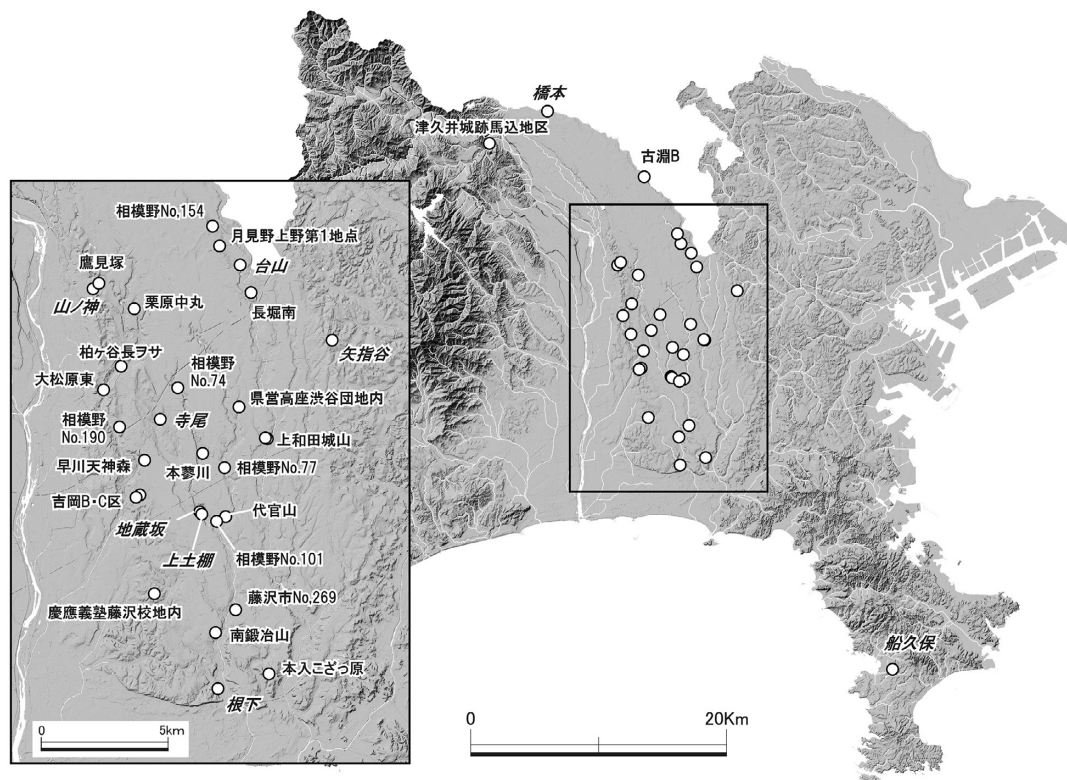 橋本
津久井城跡馬込地区
古淵B
相模野No,154
月見野上野第1地点
鷹見塚
台山
山ノ神
栗原中丸
長堀南
矢指谷
柏ヶ谷長ヲサ
相模野
No.74
大松原東
県営高座渋谷団地内
相模野
No.190
寺尾
上和田城山
早川天神森
本蓼川
相模野No.77
吉岡B・C区
地蔵坂
代官山
上土棚
相模野No.101
慶應義塾藤沢校地内
藤沢市No,269
南鍛冶山
本入こざっ原
根下
船久保
0
5km
0
20Km